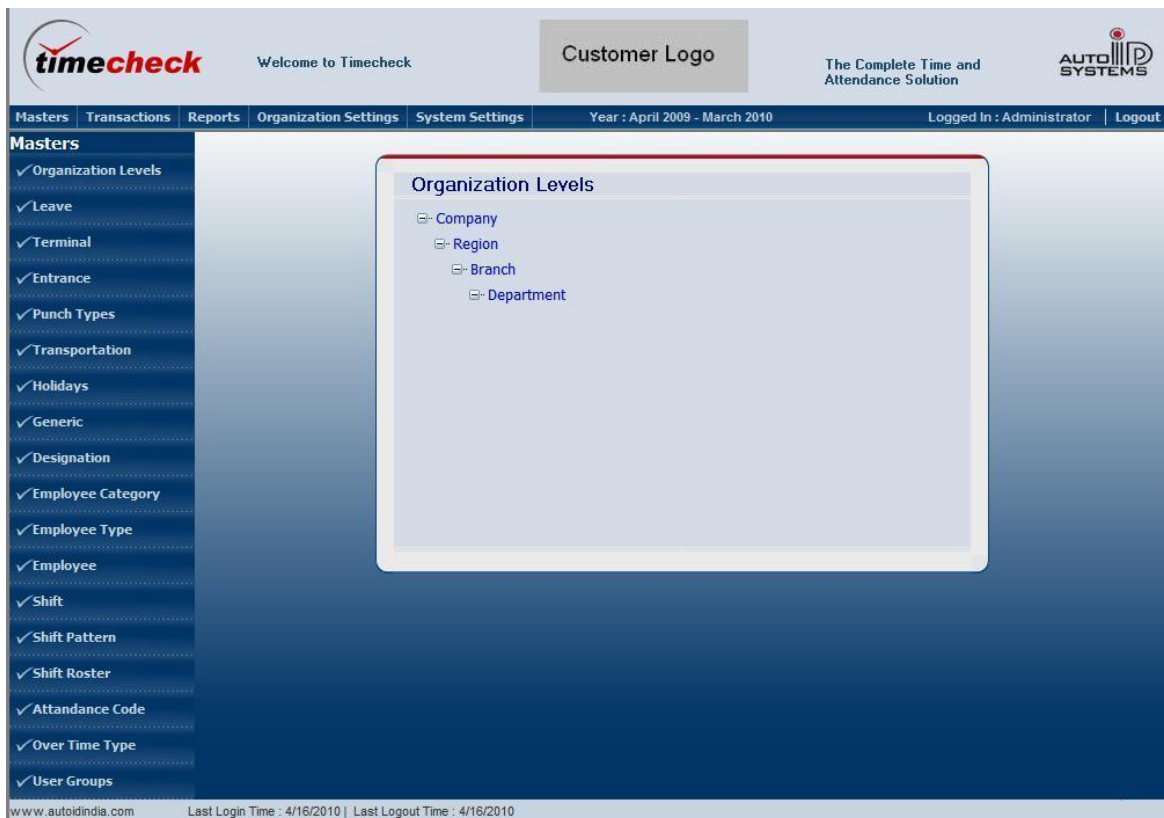 timecheck
Welcome to Timecheck
Customer Logo
The Complete Time and
Attendance Solution
AUTO ID
SYSTEMS
Masters Transactions Reports Organization Settings System Settings Year : April 2009 - March 2010 Logged In : Administrator Logout
Masters
Organization Levels
Leave
Terminal
Entrance
Punch Types
Transportation
Holidays
Generic
Designation
Employee Category
Employee Type
Employee
Shift
Shift Pattern
Shift Roster
Attandance Code
Over Time Type
User Groups
Organization Levels
Company
Region
Branch
Department
www.autoidindia.com Last Login Time : 4/16/2010 | Last Logout Time : 4/16/2010